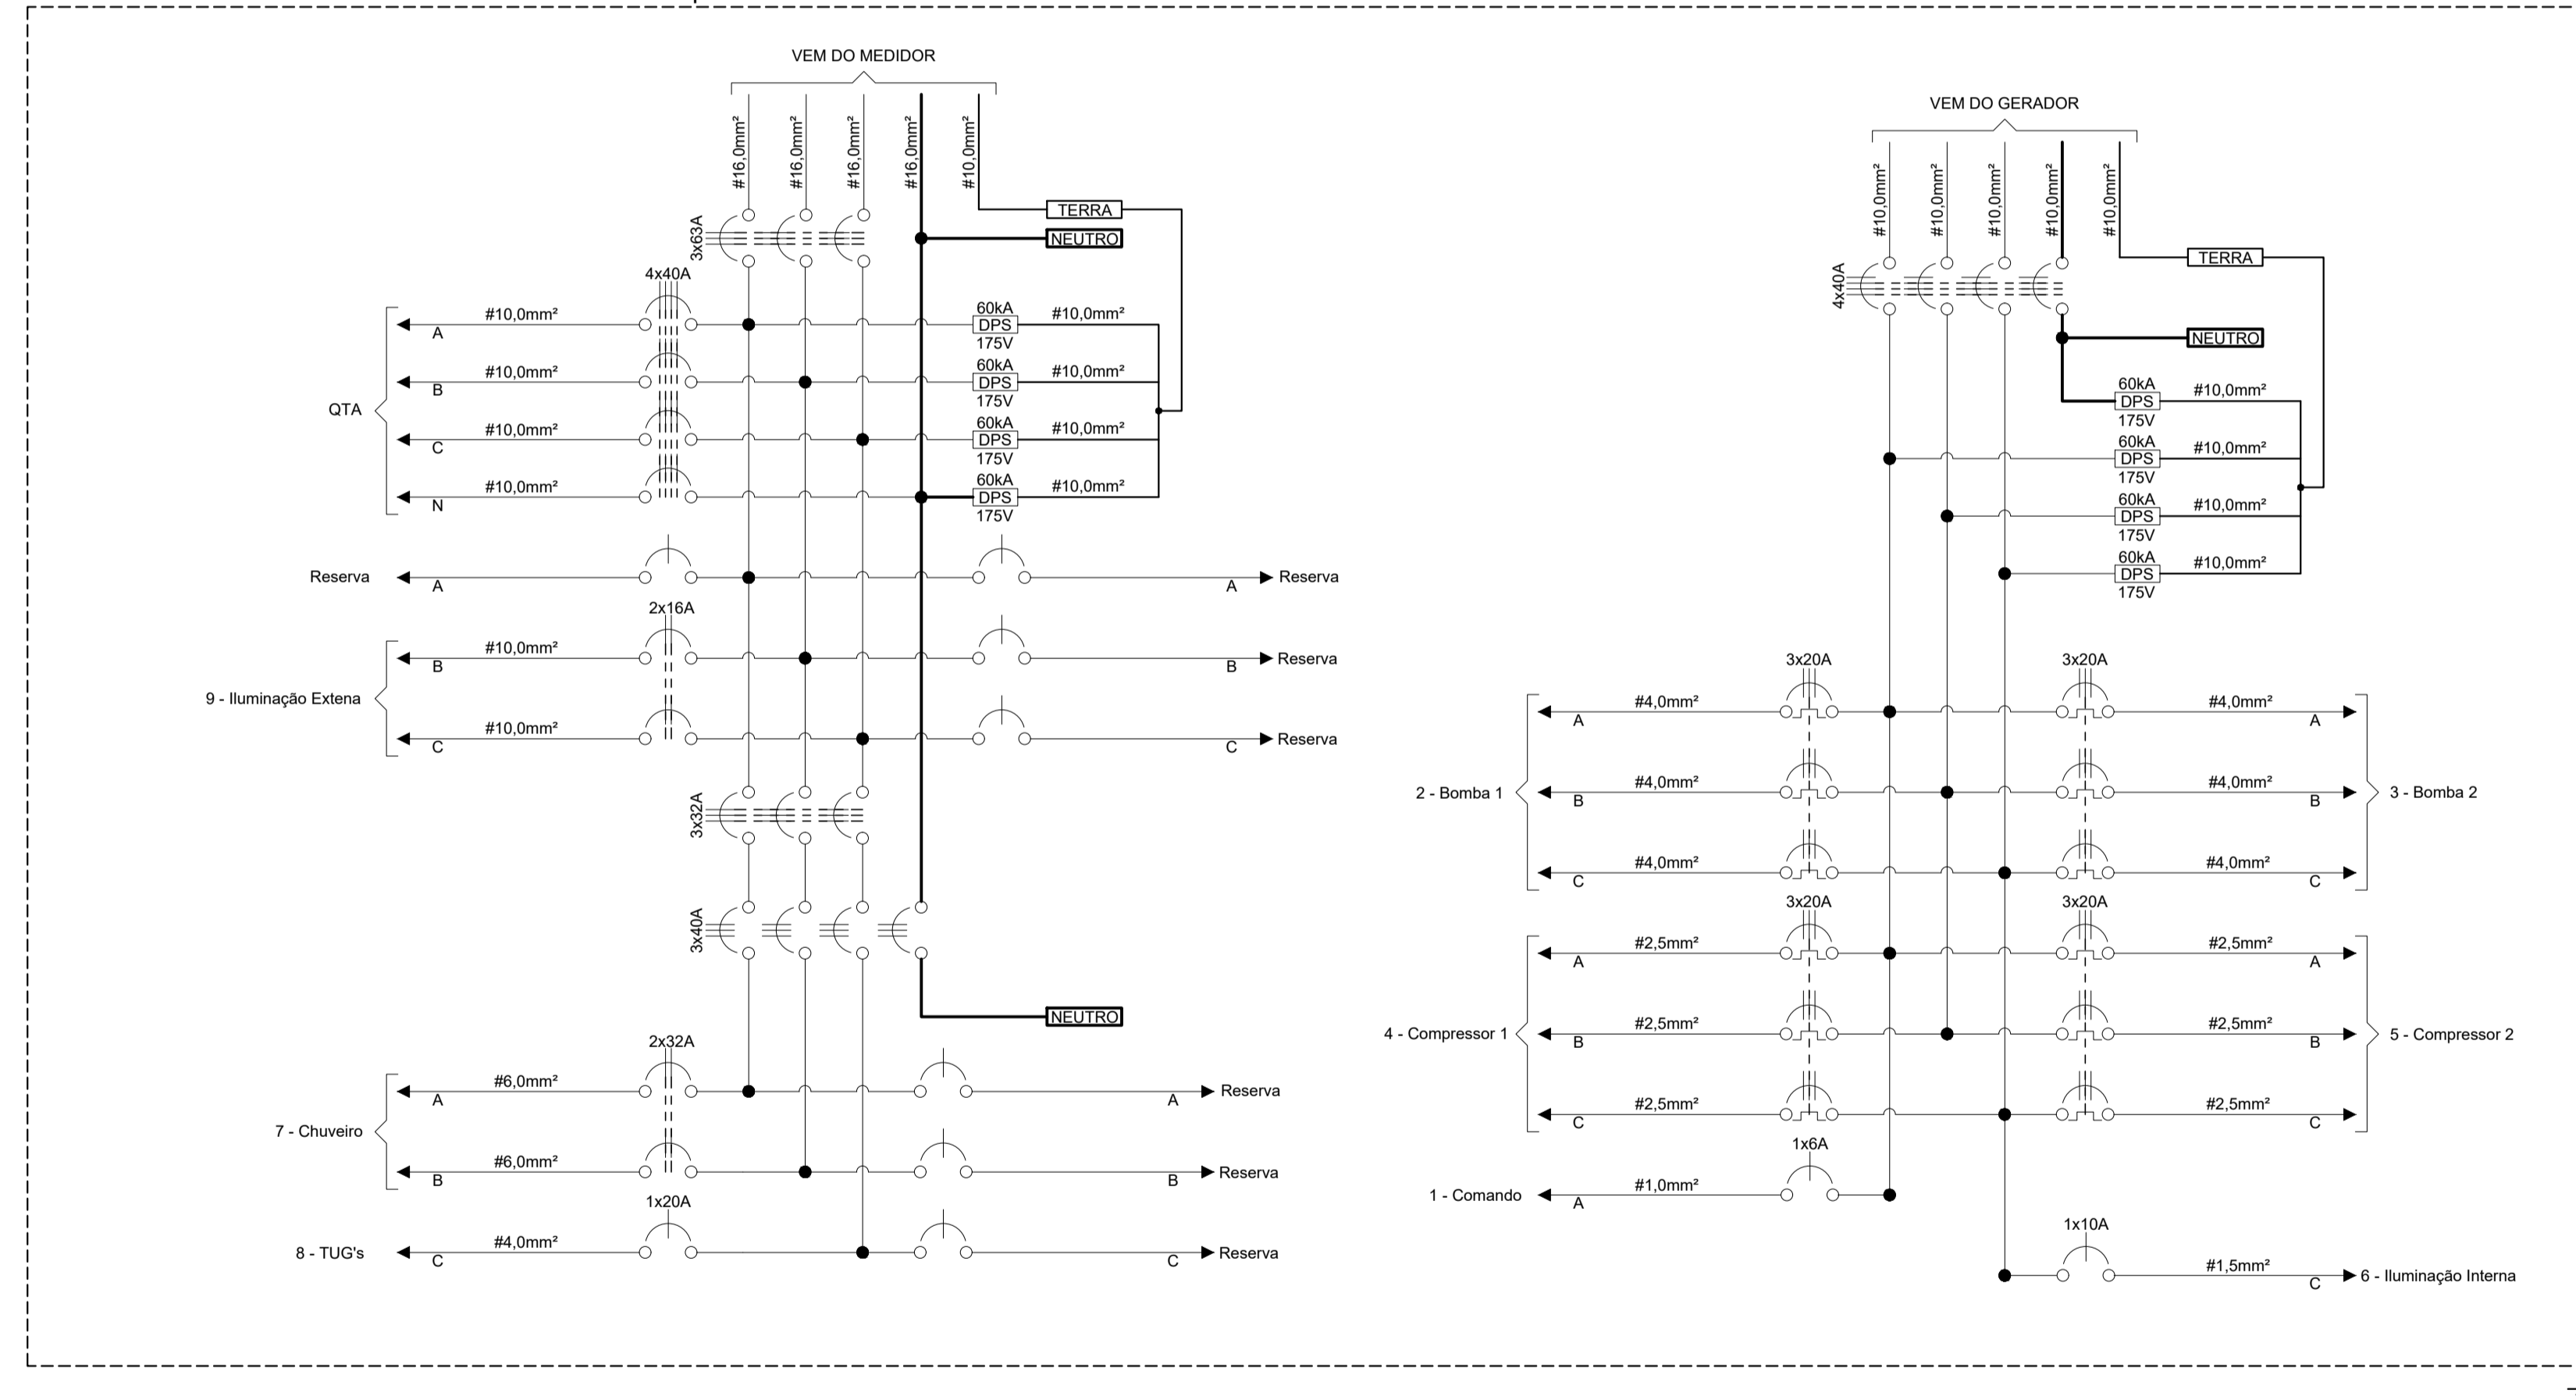 VEM DO MEDIDOR
#16,0mm²
#16,0mm²
#16,0mm²
#16,0mm²
#10,0mm²
3x63A
TERRA
NEUTRO
4x40A
QTA
#10,0mm²
A
#10,0mm²
B
#10,0mm²
C
#10,0mm²
N
60kA
DPS
175V
#10,0mm²
60kA
DPS
175V
#10,0mm²
60kA
DPS
175V
#10,0mm²
60kA
DPS
175V
#10,0mm²
Reserva
A
A
Reserva
2x16A
9 - Iluminação Extena
#10,0mm²
B
B
Reserva
#10,0mm²
C
C
Reserva
3x32A
3x40A
NEUTRO
2x32A
7 - Chuveiro
#6,0mm²
A
A
Reserva
#6,0mm²
B
B
Reserva
1x20A
8 - TUG's
#4,0mm²
C
C
Reserva
VEM DO GERADOR
#10,0mm²
#10,0mm²
#10,0mm²
#10,0mm²
#10,0mm²
4x40A
TERRA
NEUTRO
60kA
DPS
175V
#10,0mm²
60kA
DPS
175V
#10,0mm²
60kA
DPS
175V
#10,0mm²
60kA
DPS
175V
#10,0mm²
3x20A
3x20A
2 - Bomba 1
#4,0mm²
A
#4,0mm²
A
#4,0mm²
B
#4,0mm²
B
3 - Bomba 2
#4,0mm²
C
#4,0mm²
C
3x20A
3x20A
4 - Compressor 1
#2,5mm²
A
#2,5mm²
A
#2,5mm²
B
#2,5mm²
B
5 - Compressor 2
#2,5mm²
C
#2,5mm²
C
1x6A
1 - Comando
#1,0mm²
A
1x10A
#1,5mm²
C
6 - Iluminação Interna